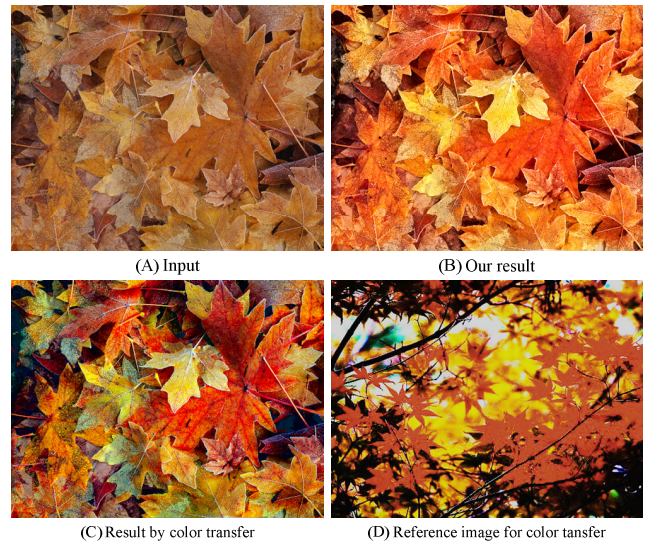 (A) Input
(B) Our result
(C) Result by color transfer
(D) Reference image for color tansfer